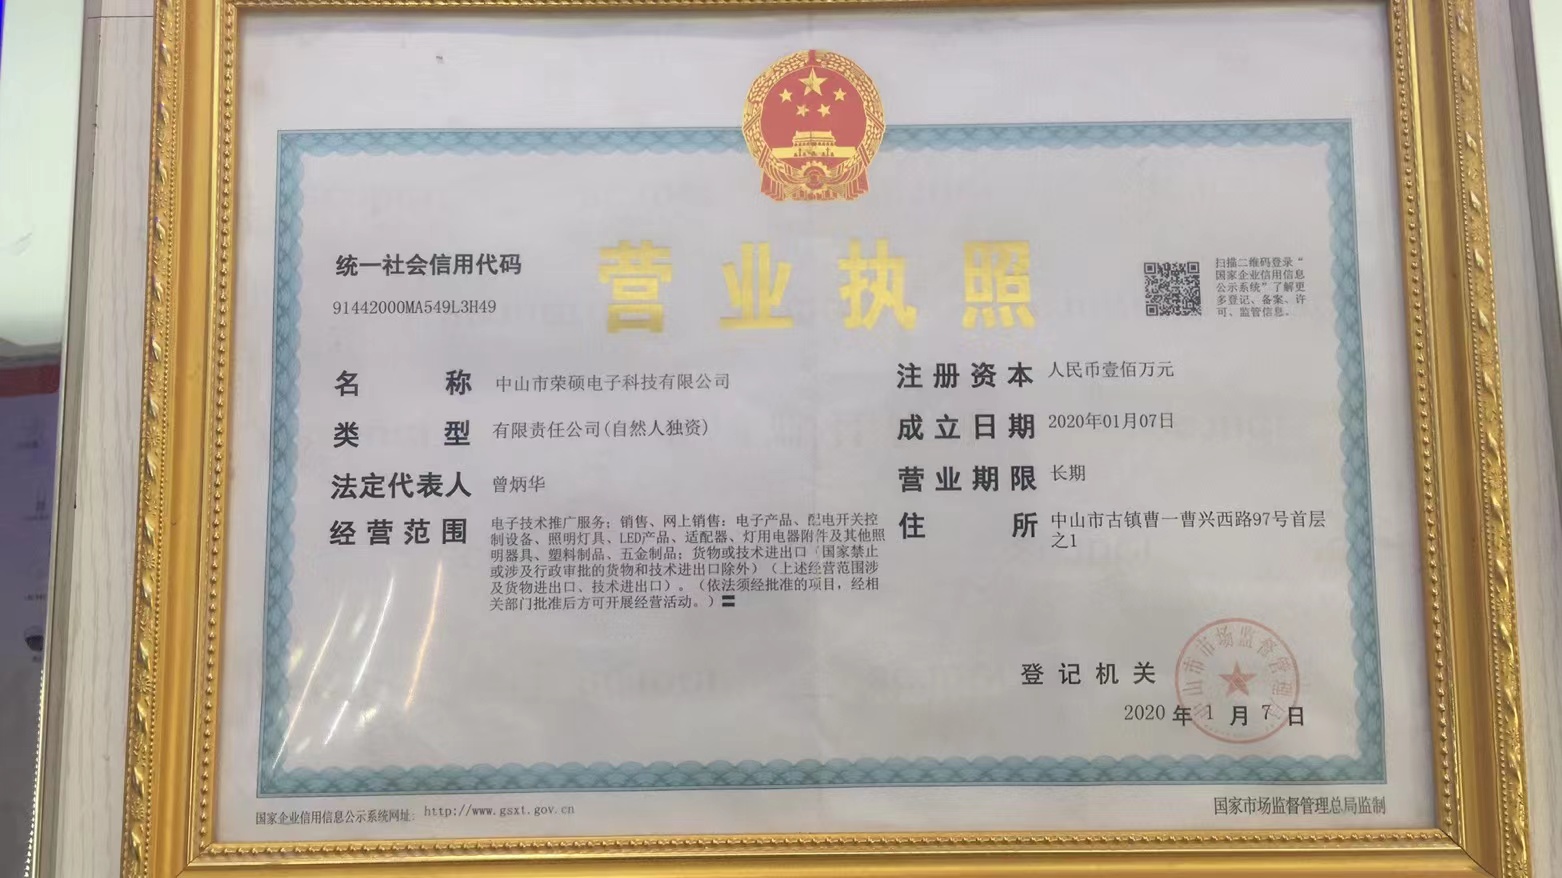 统一社会信用代码
91442000MA549L3H49
营业执照
扫描二维码登录“
国家企业信用信息
公示系统”了解更
多登记、备案、许
可、监管信息。
名称 中山市荣硕电子科技有限公司
类型 有限责任公司(自然人独资)
法定代表人 曾炳华
经营范围 电子技术推广服务；销售、网上销售：电子产品、配电开关控
制设备、照明灯具、LED产品、适配器、灯用电器附件及其他照
明器具、塑料制品、五金制品；货物或技术进出口（国家禁止
或涉及行政审批的货物和技术进出口除外）（上述经营范围涉
及货物进出口、技术进出口）。（依法须经批准的项目，经相
关部门批准后方可开展经营活动。）〓
注册资本 人民币壹佰万元
成立日期 2020年01月07日
营业期限 长期
住所 中山市古镇曹一曹兴西路97号首层
之1
登记机关
中山市市场监督管理局
2020 年 1 月 7 日
国家企业信用信息公示系统网址: http://www.gsxt.gov.cn
国家市场监督管理总局监制